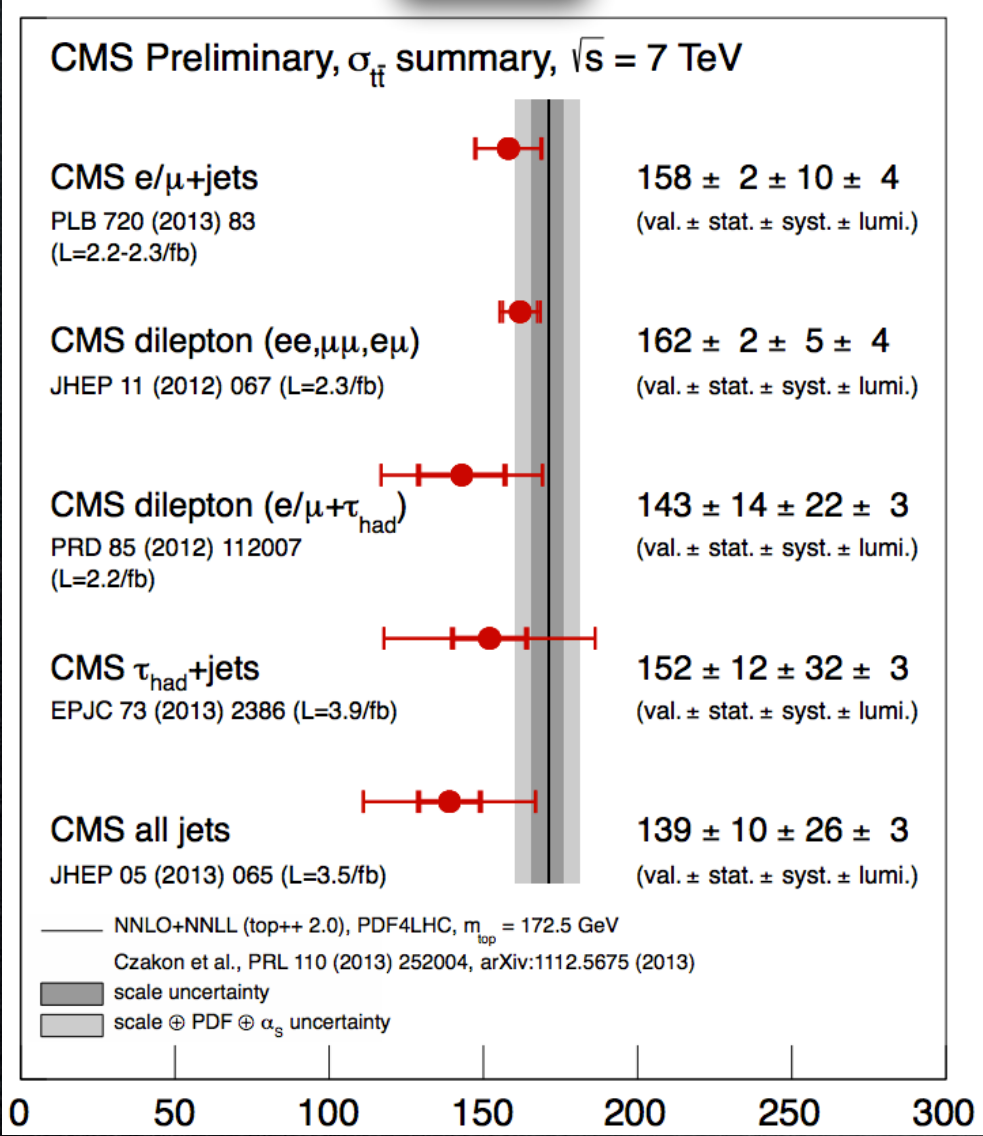 CMS Preliminary, σtt̄ summary, √s = 7 TeV
CMS e/μ+jets 158 ± 2 ± 10 ± 4
PLB 720 (2013) 83 (val. ± stat. ± syst. ± lumi.)
(L=2.2-2.3/fb)
CMS dilepton (ee,μμ,eμ) 162 ± 2 ± 5 ± 4
JHEP 11 (2012) 067 (L=2.3/fb) (val. ± stat. ± syst. ± lumi.)
CMS dilepton (e/μ+τhad) 143 ± 14 ± 22 ± 3
PRD 85 (2012) 112007 (val. ± stat. ± syst. ± lumi.)
(L=2.2/fb)
CMS τhad+jets 152 ± 12 ± 32 ± 3
EPJC 73 (2013) 2386 (L=3.9/fb) (val. ± stat. ± syst. ± lumi.)
CMS all jets 139 ± 10 ± 26 ± 3
JHEP 05 (2013) 065 (L=3.5/fb) (val. ± stat. ± syst. ± lumi.)
NNLO+NNLL (top++ 2.0), PDF4LHC, mtop = 172.5 GeV
Czakon et al., PRL 110 (2013) 252004, arXiv:1112.5675 (2013)
scale uncertainty
scale ⊕ PDF ⊕ αS uncertainty
0 50 100 150 200 250 300